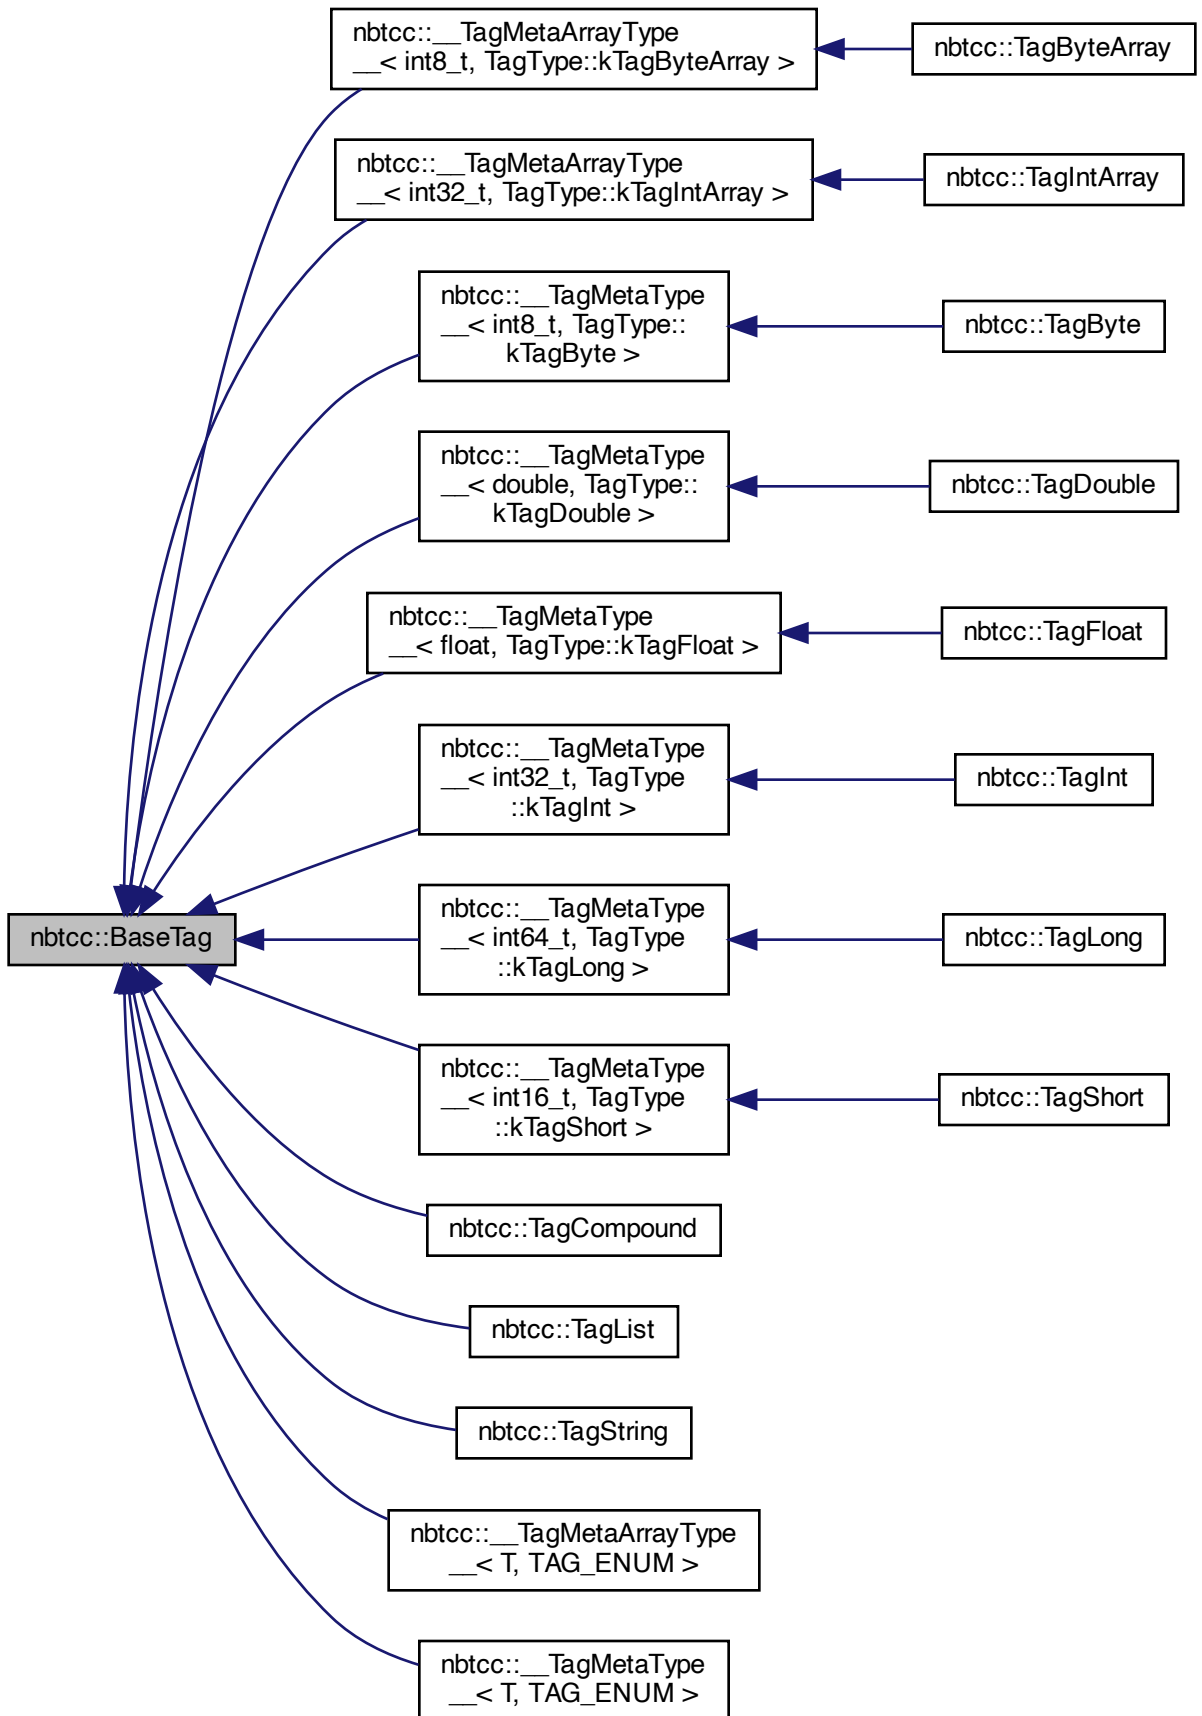 nbtcc::__TagMetaArrayType
__< int8_t, TagType::kTagByteArray >
nbtcc::TagByteArray
nbtcc::__TagMetaArrayType
__< int32_t, TagType::kTagIntArray >
nbtcc::TagIntArray
nbtcc::__TagMetaType
__< int8_t, TagType::
kTagByte >
nbtcc::TagByte
nbtcc::__TagMetaType
__< double, TagType::
kTagDouble >
nbtcc::TagDouble
nbtcc::__TagMetaType
__< float, TagType::kTagFloat >
nbtcc::TagFloat
nbtcc::__TagMetaType
__< int32_t, TagType
::kTagInt >
nbtcc::TagInt
nbtcc::BaseTag
nbtcc::__TagMetaType
__< int64_t, TagType
::kTagLong >
nbtcc::TagLong
nbtcc::__TagMetaType
__< int16_t, TagType
::kTagShort >
nbtcc::TagShort
nbtcc::TagCompound
nbtcc::TagList
nbtcc::TagString
nbtcc::__TagMetaArrayType
__< T, TAG_ENUM >
nbtcc::__TagMetaType
__< T, TAG_ENUM >